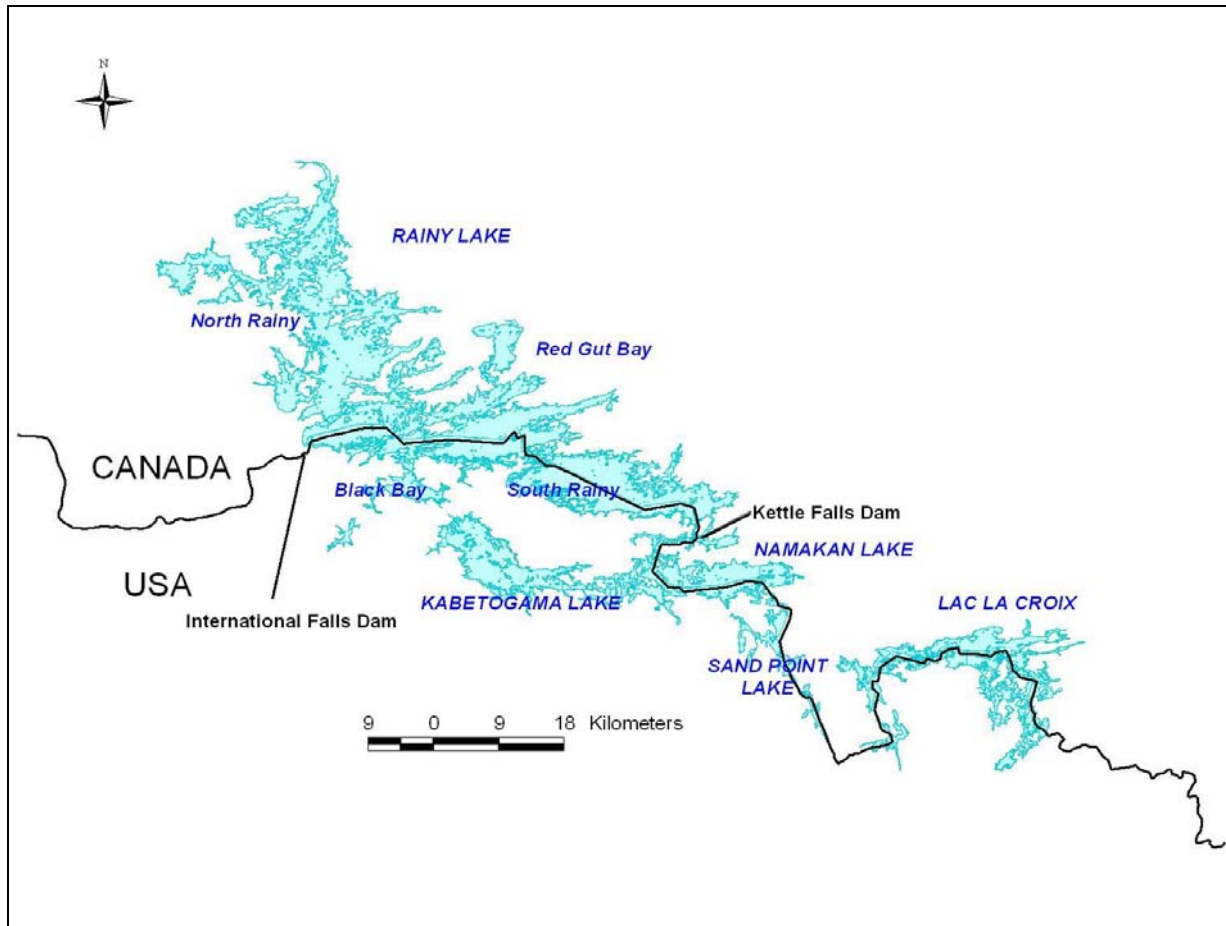 N
RAINY LAKE
North Rainy
Red Gut Bay
CANADA
Black Bay
South Rainy
Kettle Falls Dam
NAMAKAN LAKE
USA
KABETOGAMA LAKE
LAC LA CROIX
International Falls Dam
SAND POINT
LAKE
9 0 9 18 Kilometers